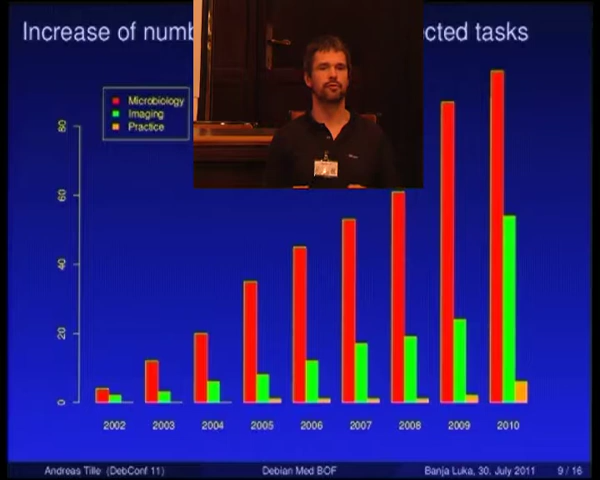 Increase of numb
cted tasks
Microbiology
Imaging
Practice
80
60
40
20
0
2002 2003 2004 2005 2006 2007 2008 2009 2010
Andreas Tille (DebConf 11) Debian Med BOF Banja Luka, 30. July 2011 9 / 16